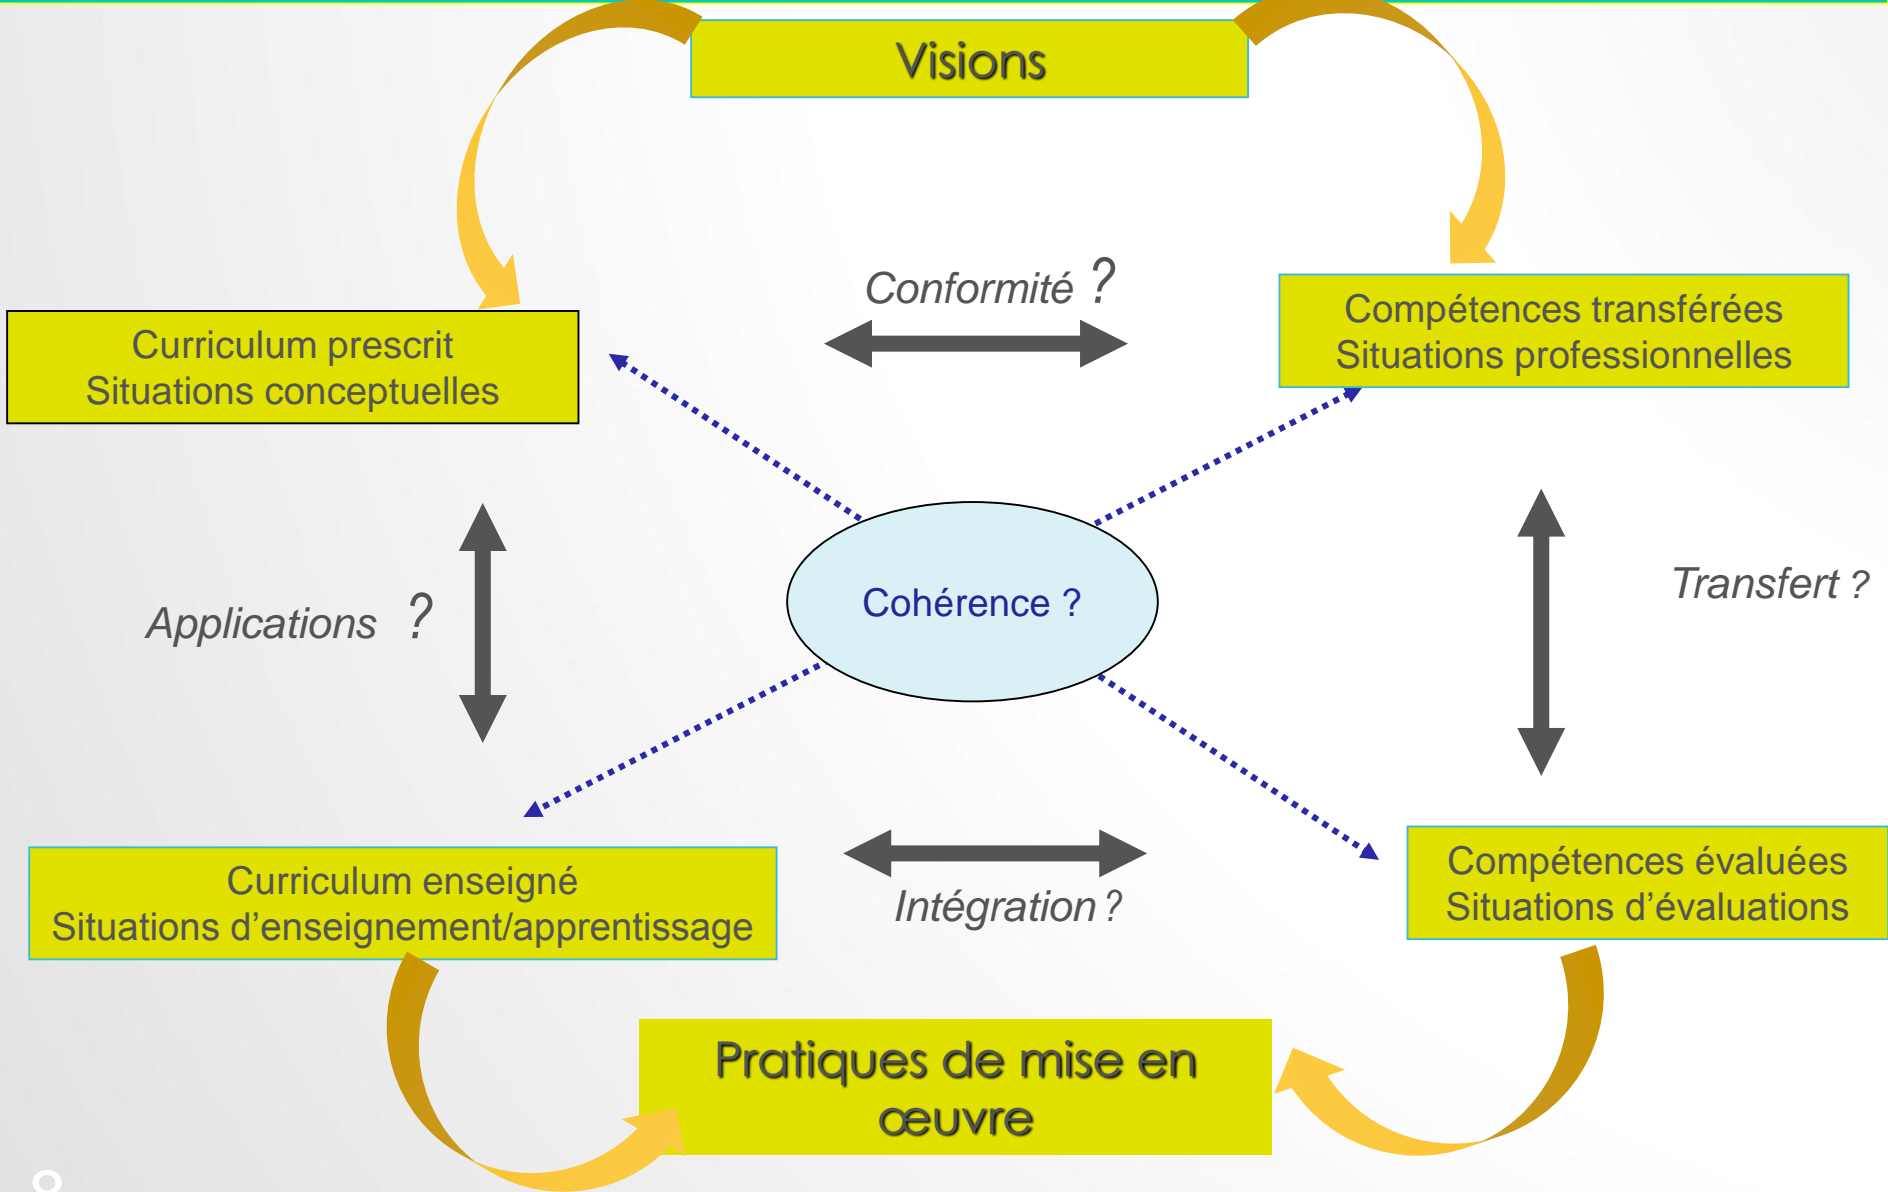 Visions
Conformité ?
Compétences transférées
Situations professionnelles
Curriculum prescrit
Situations conceptuelles
Cohérence ?
Transfert ?
Applications ?
Compétences évaluées
Situations d’évaluations
Curriculum enseigné
Situations d’enseignement/apprentissage
Intégration ?
Pratiques de mise en
œuvre